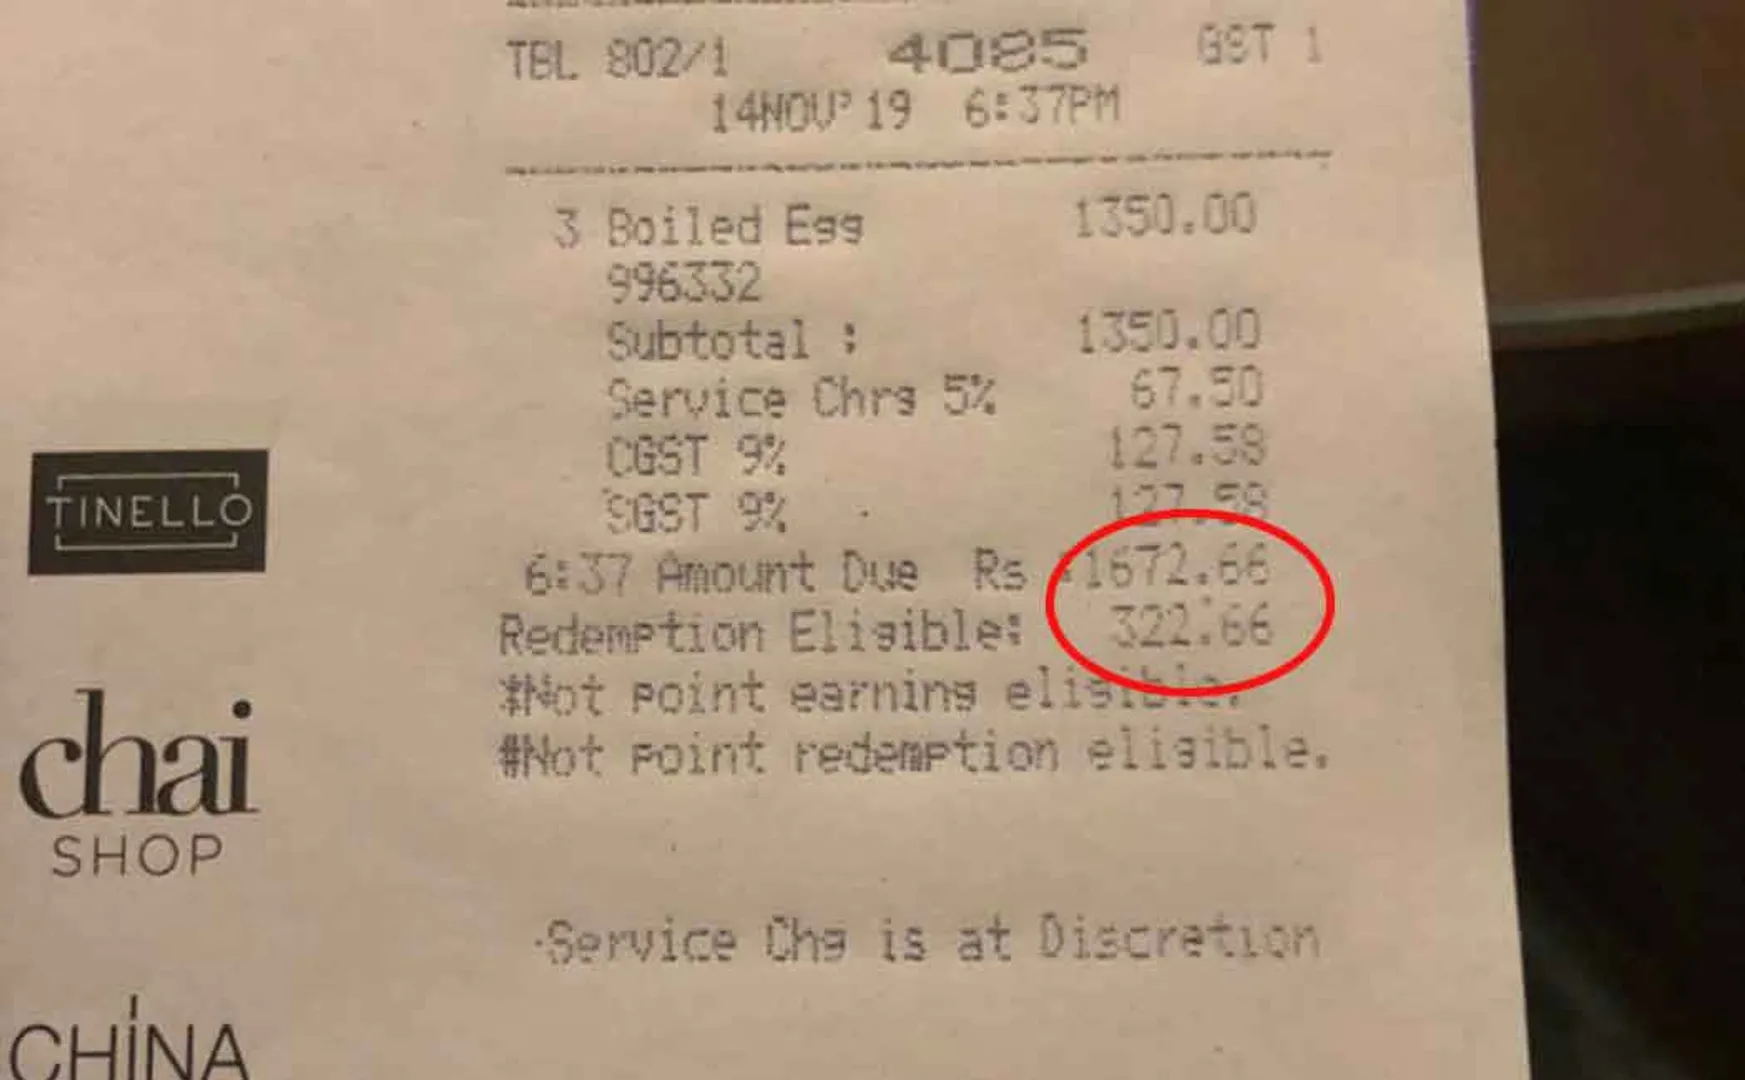 TBL 802/1 4085 GST 1
14NOV'19 6:37PM
3 Boiled Egg 1350.00
996332
Subtotal : 1350.00
Service Chrg 5% 67.50
CGST 9% 127.58
SGST 9% 127.58
6:37 Amount Due Rs :1672.66
Redemption Eligible: 322.66
#Not point earning eligible.
#Not point redemption eligible.
Service Chg is at Discretion
TINELLO
chai
SHOP
CHINA